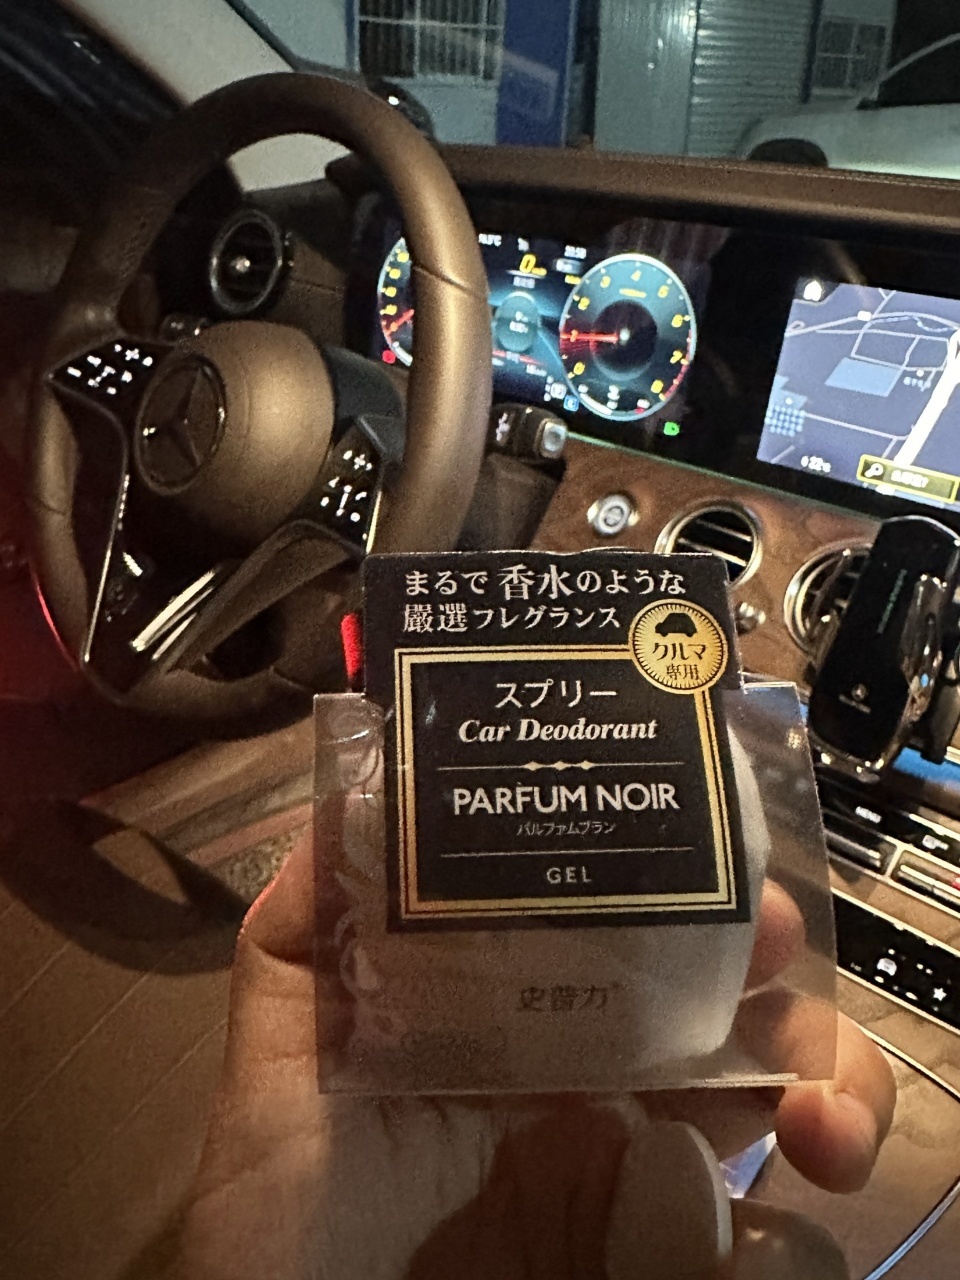 まるで香水のような
厳選フレグランス
クルマ
専用
スプリー
Car Deodorant
PARFUM NOIR
パルファムブラン
GEL
史普力
MENU